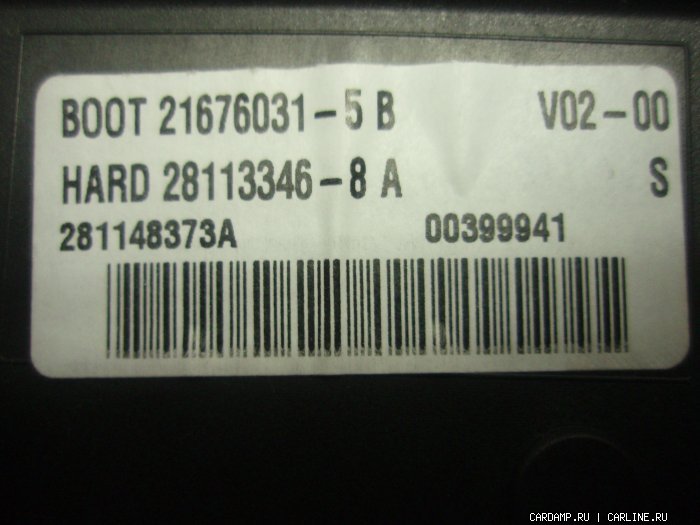 BOOT 21676031-5 B V02-00
HARD 28113346-8 A S
281148373A 00399941
CARDAMP.RU | CARLINE.RU